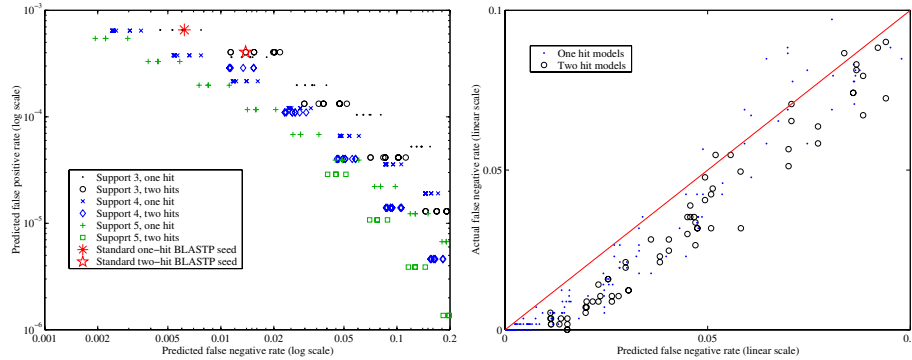 10⁻³
10⁻⁴
10⁻⁵
10⁻⁶
Predicted false positive rate (log scale)
Support 3, one hit
Support 3, two hits
Support 4, one hit
Support 4, two hits
Support 5, one hit
Supoprt 5, two hits
Standard one−hit BLASTP seed
Standard two−hit BLASTP seed
0.001 0.002 0.005 0.01 0.02 0.05 0.1 0.2
Predicted false negative rate (log scale)
0.1
0.05
0
Actual false negative rate (linear scale)
One hit models
Two hit models
0 0.05 0.
Predicted false negative rate (linear scale)